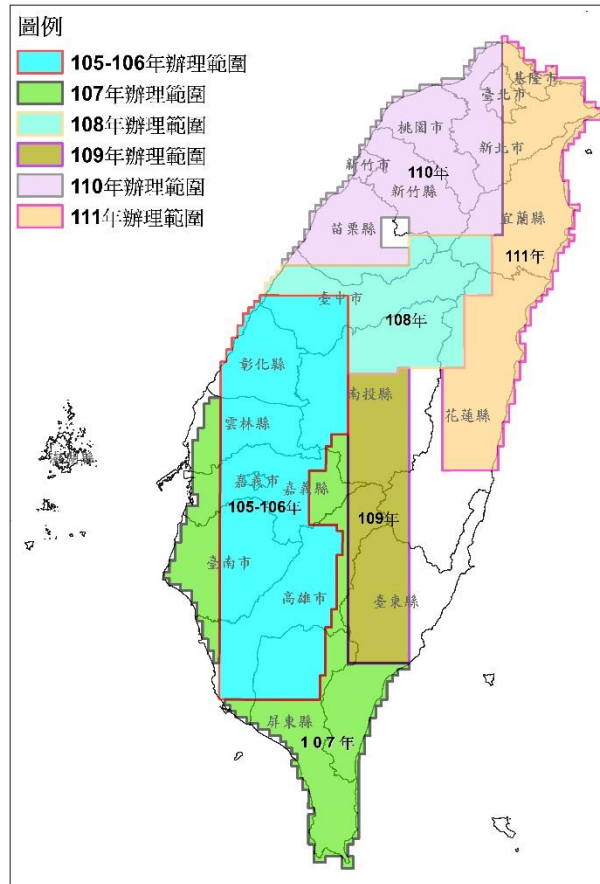 圖例
105-106年辦理範圍
107年辦理範圍
108年辦理範圍
109年辦理範圍
110年辦理範圍
111年辦理範圍
基隆市
臺北市
桃園市
新北市
新竹市
110年
新竹縣
苗栗縣
宜蘭縣
111年
臺中市
108年
彰化縣
南投縣
花蓮縣
雲林縣
嘉義市
嘉義縣
105-106年
109年
臺南市
高雄市
臺東縣
屏東縣
107年